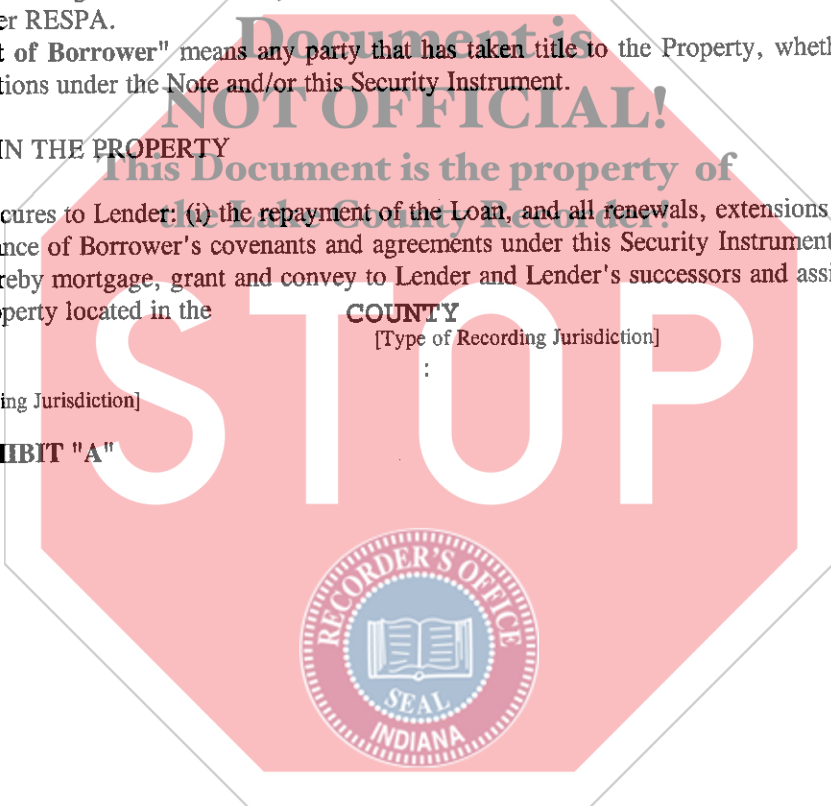 er RESPA.
Document is
t of Borrower" means any party that has taken title to the Property, wheth
tions under the Note and/or this Security Instrument.
NOT OFFICIAL!
IN THE PROPERTY
This Document is the property of
cures to Lender: (i) the repayment of the Loan, and all renewals, extensions
the Lake County Recorder!
nce of Borrower's covenants and agreements under this Security Instrument
reby mortgage, grant and convey to Lender and Lender's successors and assi
perty located in the COUNTY
[Type of Recording Jurisdiction]
:
ing Jurisdiction]
STOP
IBIT "A"
RECORDER'S OFFICE
SEAL
INDIANA